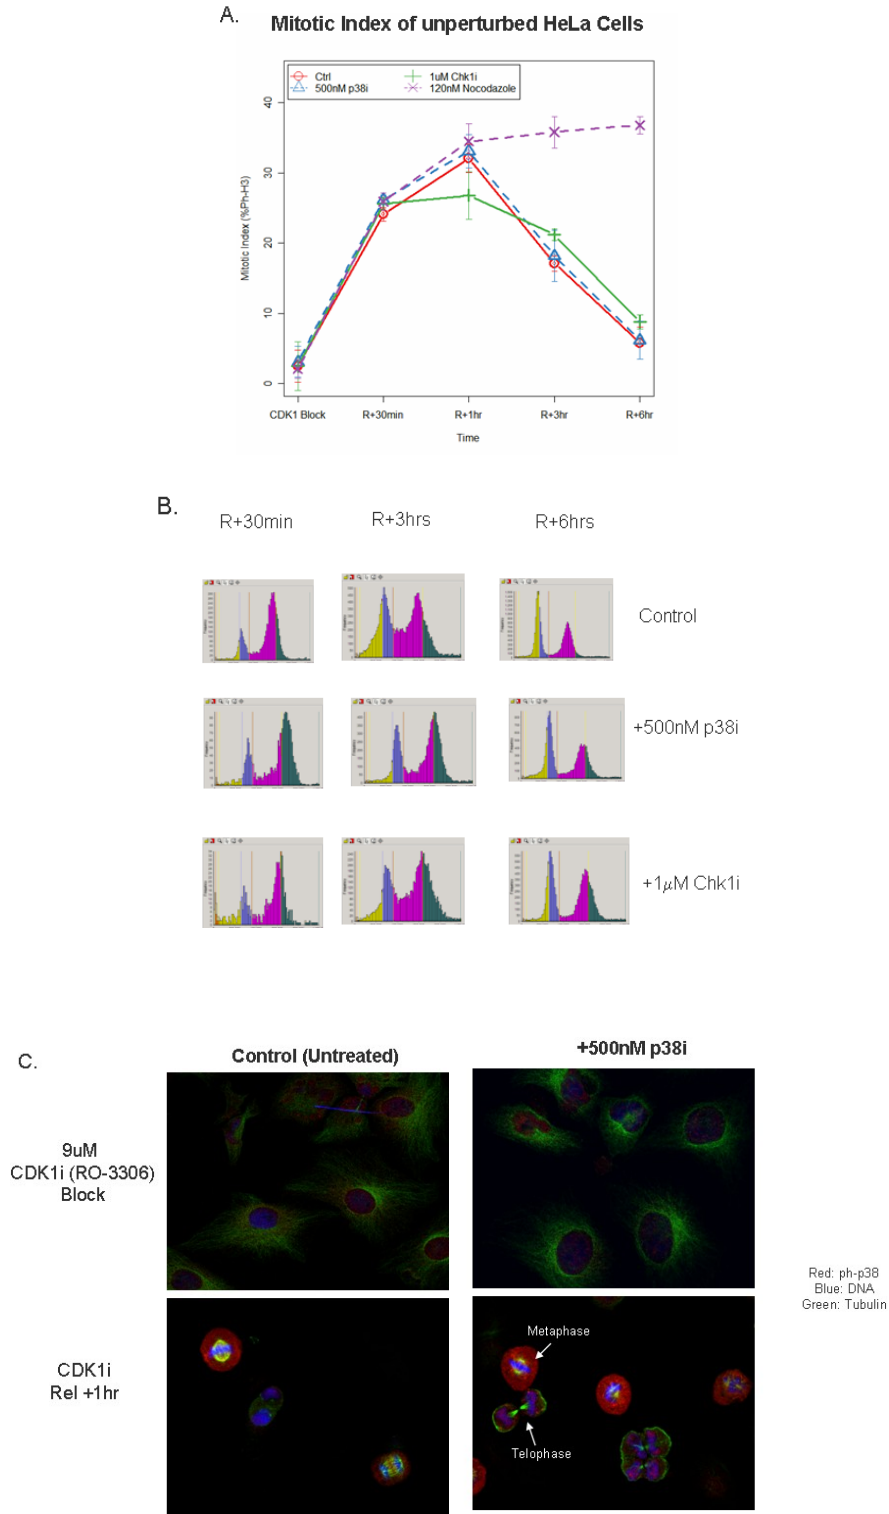 A.
Mitotic Index of unperturbed HeLa Cells
Ctrl
500nM p38i
1uM Chk1i
120nM Nocodazole
40
30
20
10
0
Mitotic Index (%Ph-H3)
CDK1 Block
R+30min
R+1hr
R+3hr
R+6hr
Time
B.
R+30min
R+3hrs
R+6hrs
Control
+500nM p38i
+1μM Chk1i
C.
Control (Untreated)
+500nM p38i
9uM
CDK1i (RO-3306)
Block
Red: ph-p38
Blue: DNA
Green: Tubulin
CDK1i
Rel +1hr
Metaphase
Telophase